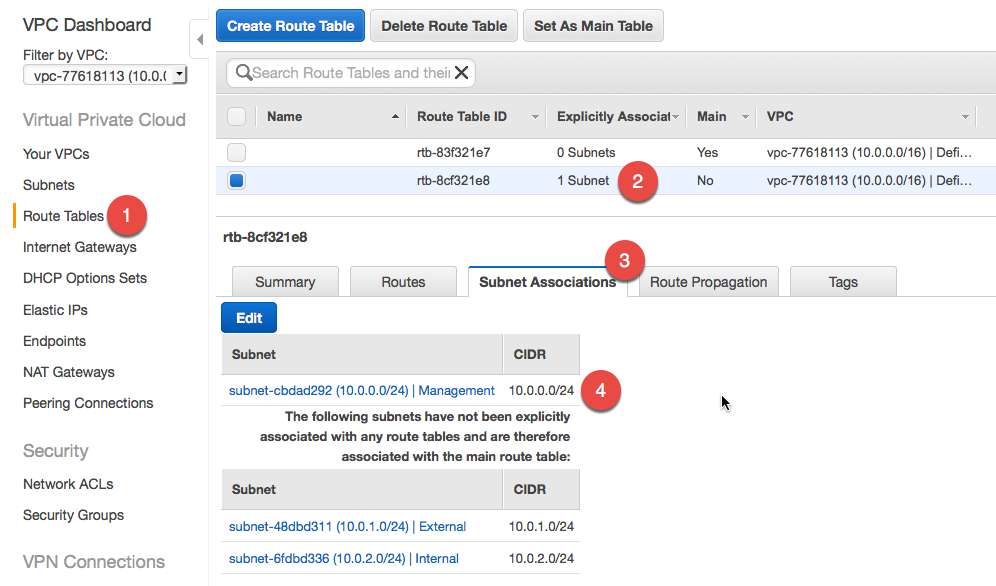 VPC Dashboard
Filter by VPC:
vpc-77618113 (10.0.(
Virtual Private Cloud
Your VPCs
Subnets
Route Tables
1
Internet Gateways
DHCP Options Sets
Elastic IPs
Endpoints
NAT Gateways
Peering Connections
Security
Network ACLs
Security Groups
VPN Connections
Create Route Table
Delete Route Table
Set As Main Table
Search Route Tables and thei
Name
Route Table ID
Explicitly Associat
Main
VPC
rtb-83f321e7
0 Subnets
Yes
vpc-77618113 (10.0.0.0/16) | Defi...
rtb-8cf321e8
1 Subnet
2
No
vpc-77618113 (10.0.0.0/16) | Defi...
rtb-8cf321e8
3
Summary
Routes
Subnet Associations
Route Propagation
Tags
Edit
Subnet
CIDR
subnet-cbdad292 (10.0.0.0/24) | Management
10.0.0.0/24
4
The following subnets have not been explicitly
associated with any route tables and are therefore
associated with the main route table:
Subnet
CIDR
subnet-48dbd311 (10.0.1.0/24) | External
10.0.1.0/24
subnet-6fdbd336 (10.0.2.0/24) | Internal
10.0.2.0/24